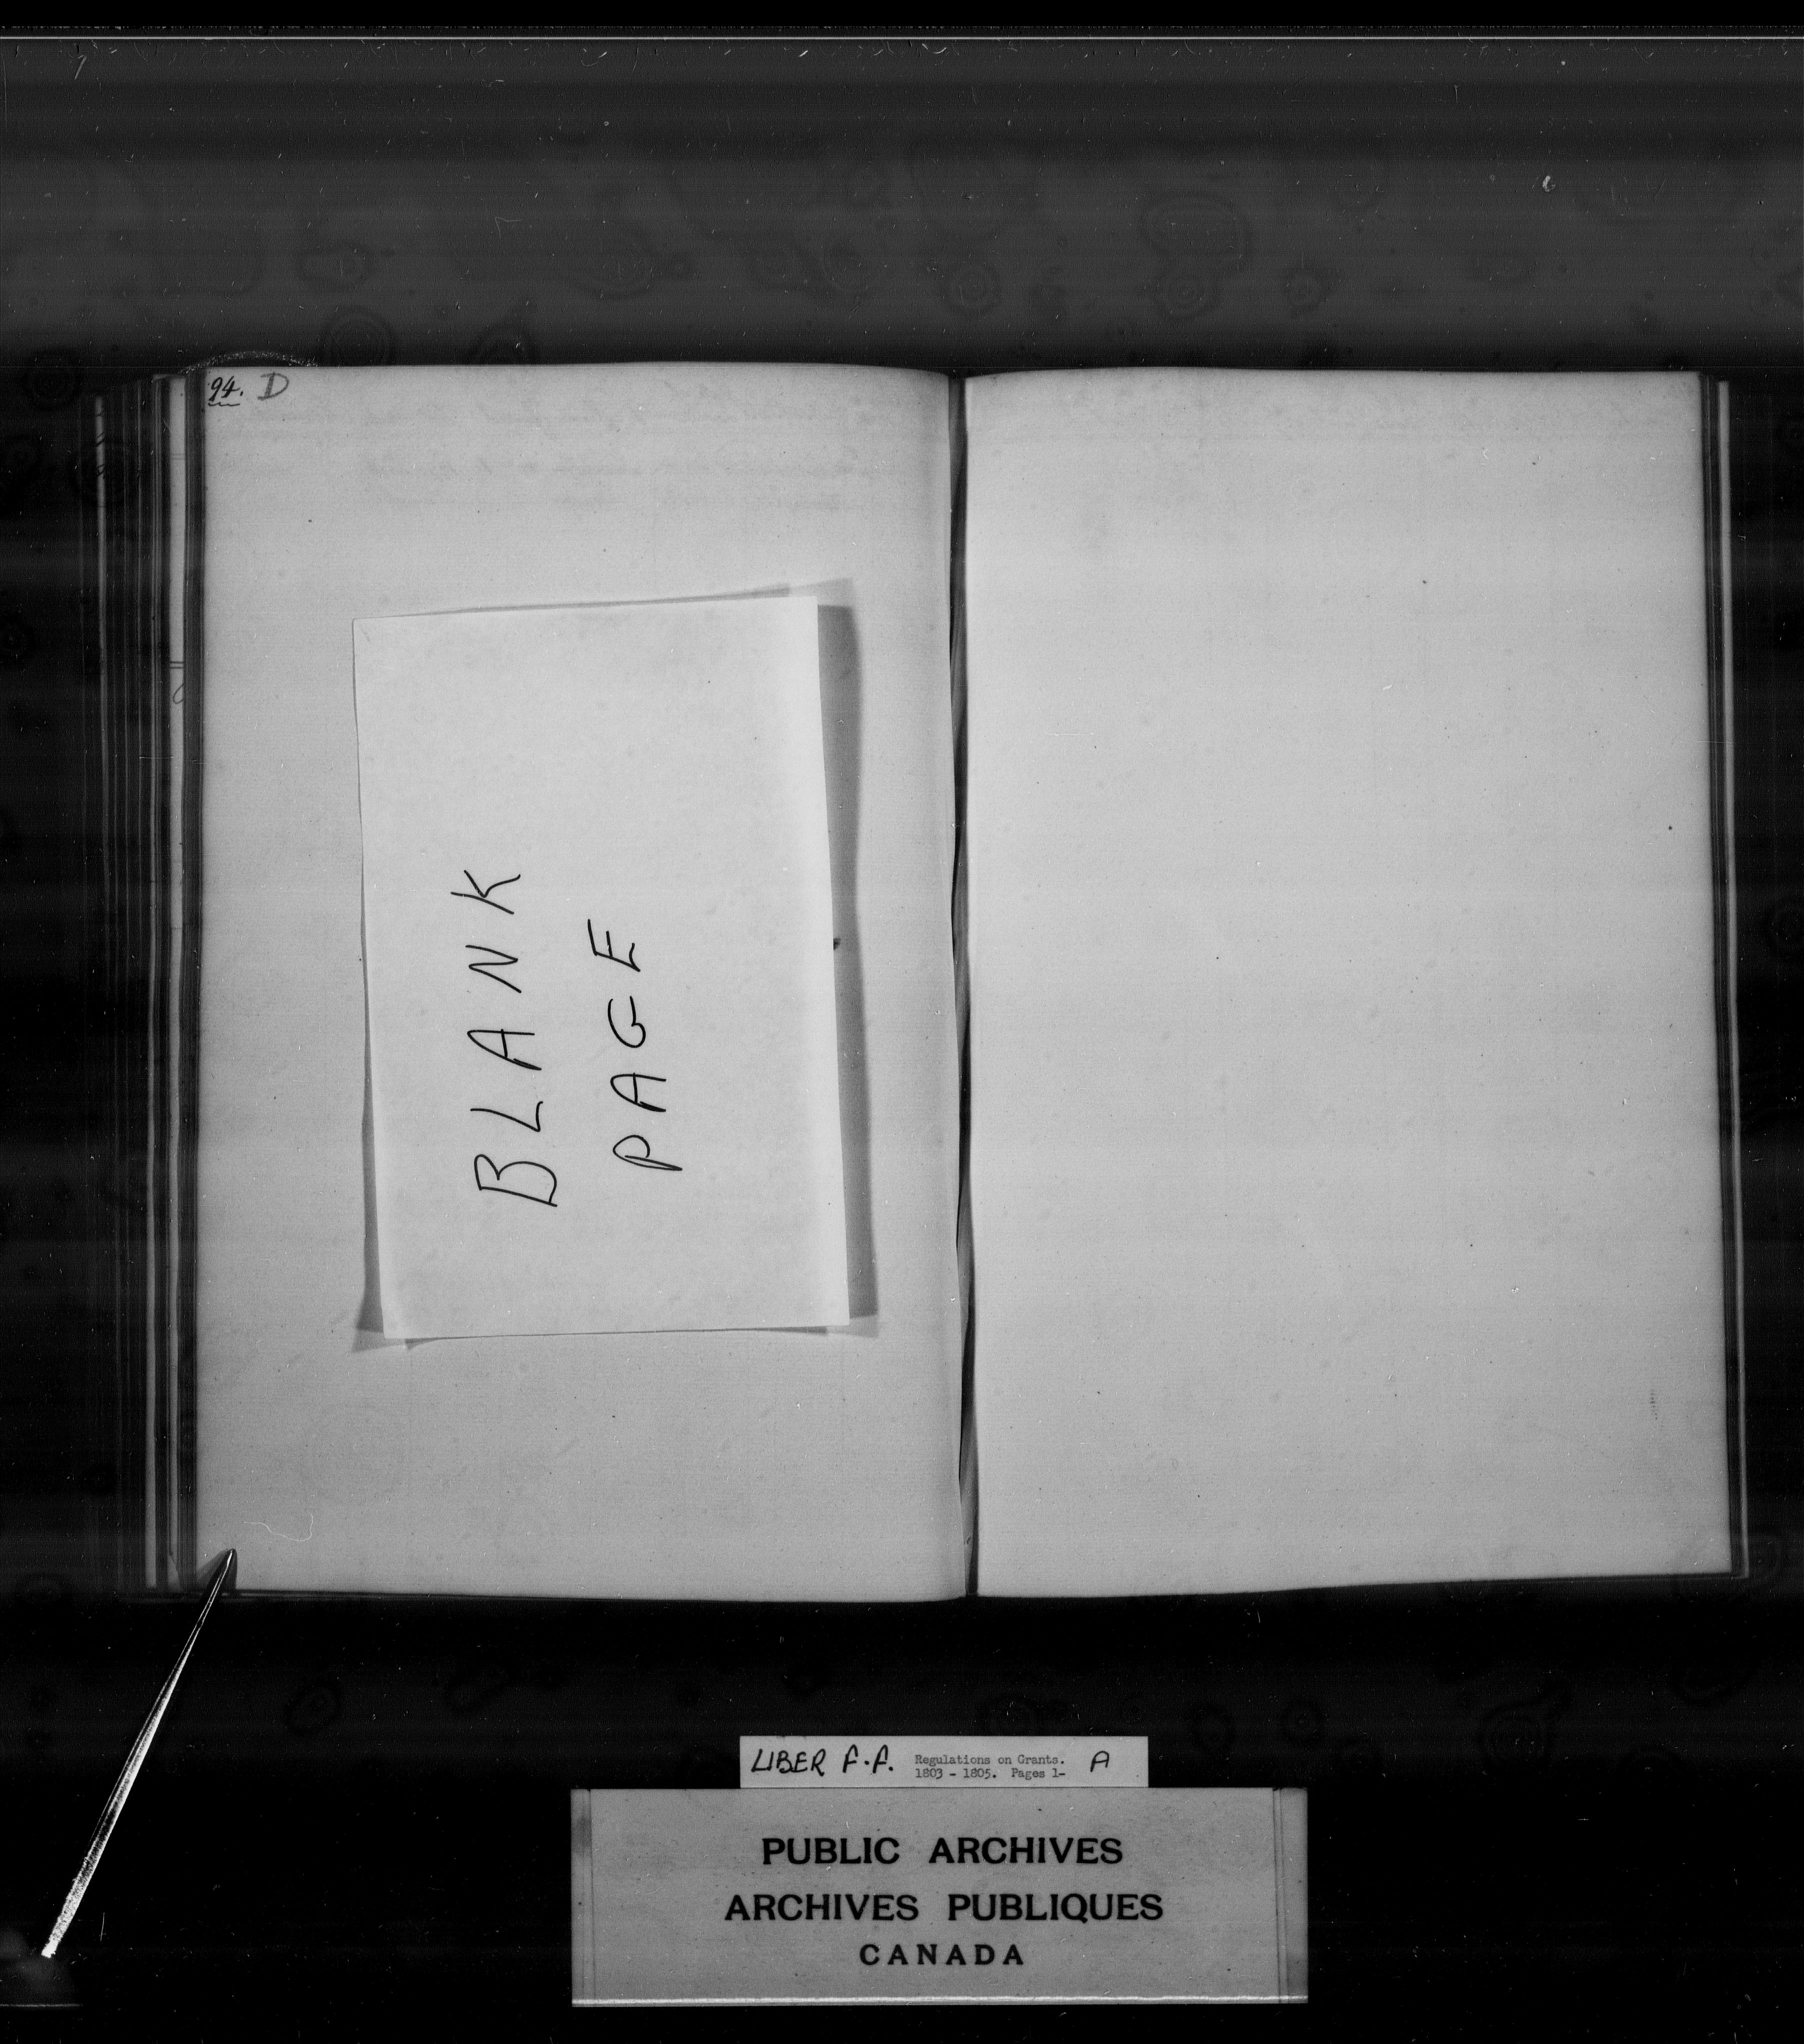 94. D
BLANK
PAGE
LIBER F.F. Regulations on Grants. A
1803 - 1805. Pages 1-
PUBLIC ARCHIVES
ARCHIVES PUBLIQUES
CANADA